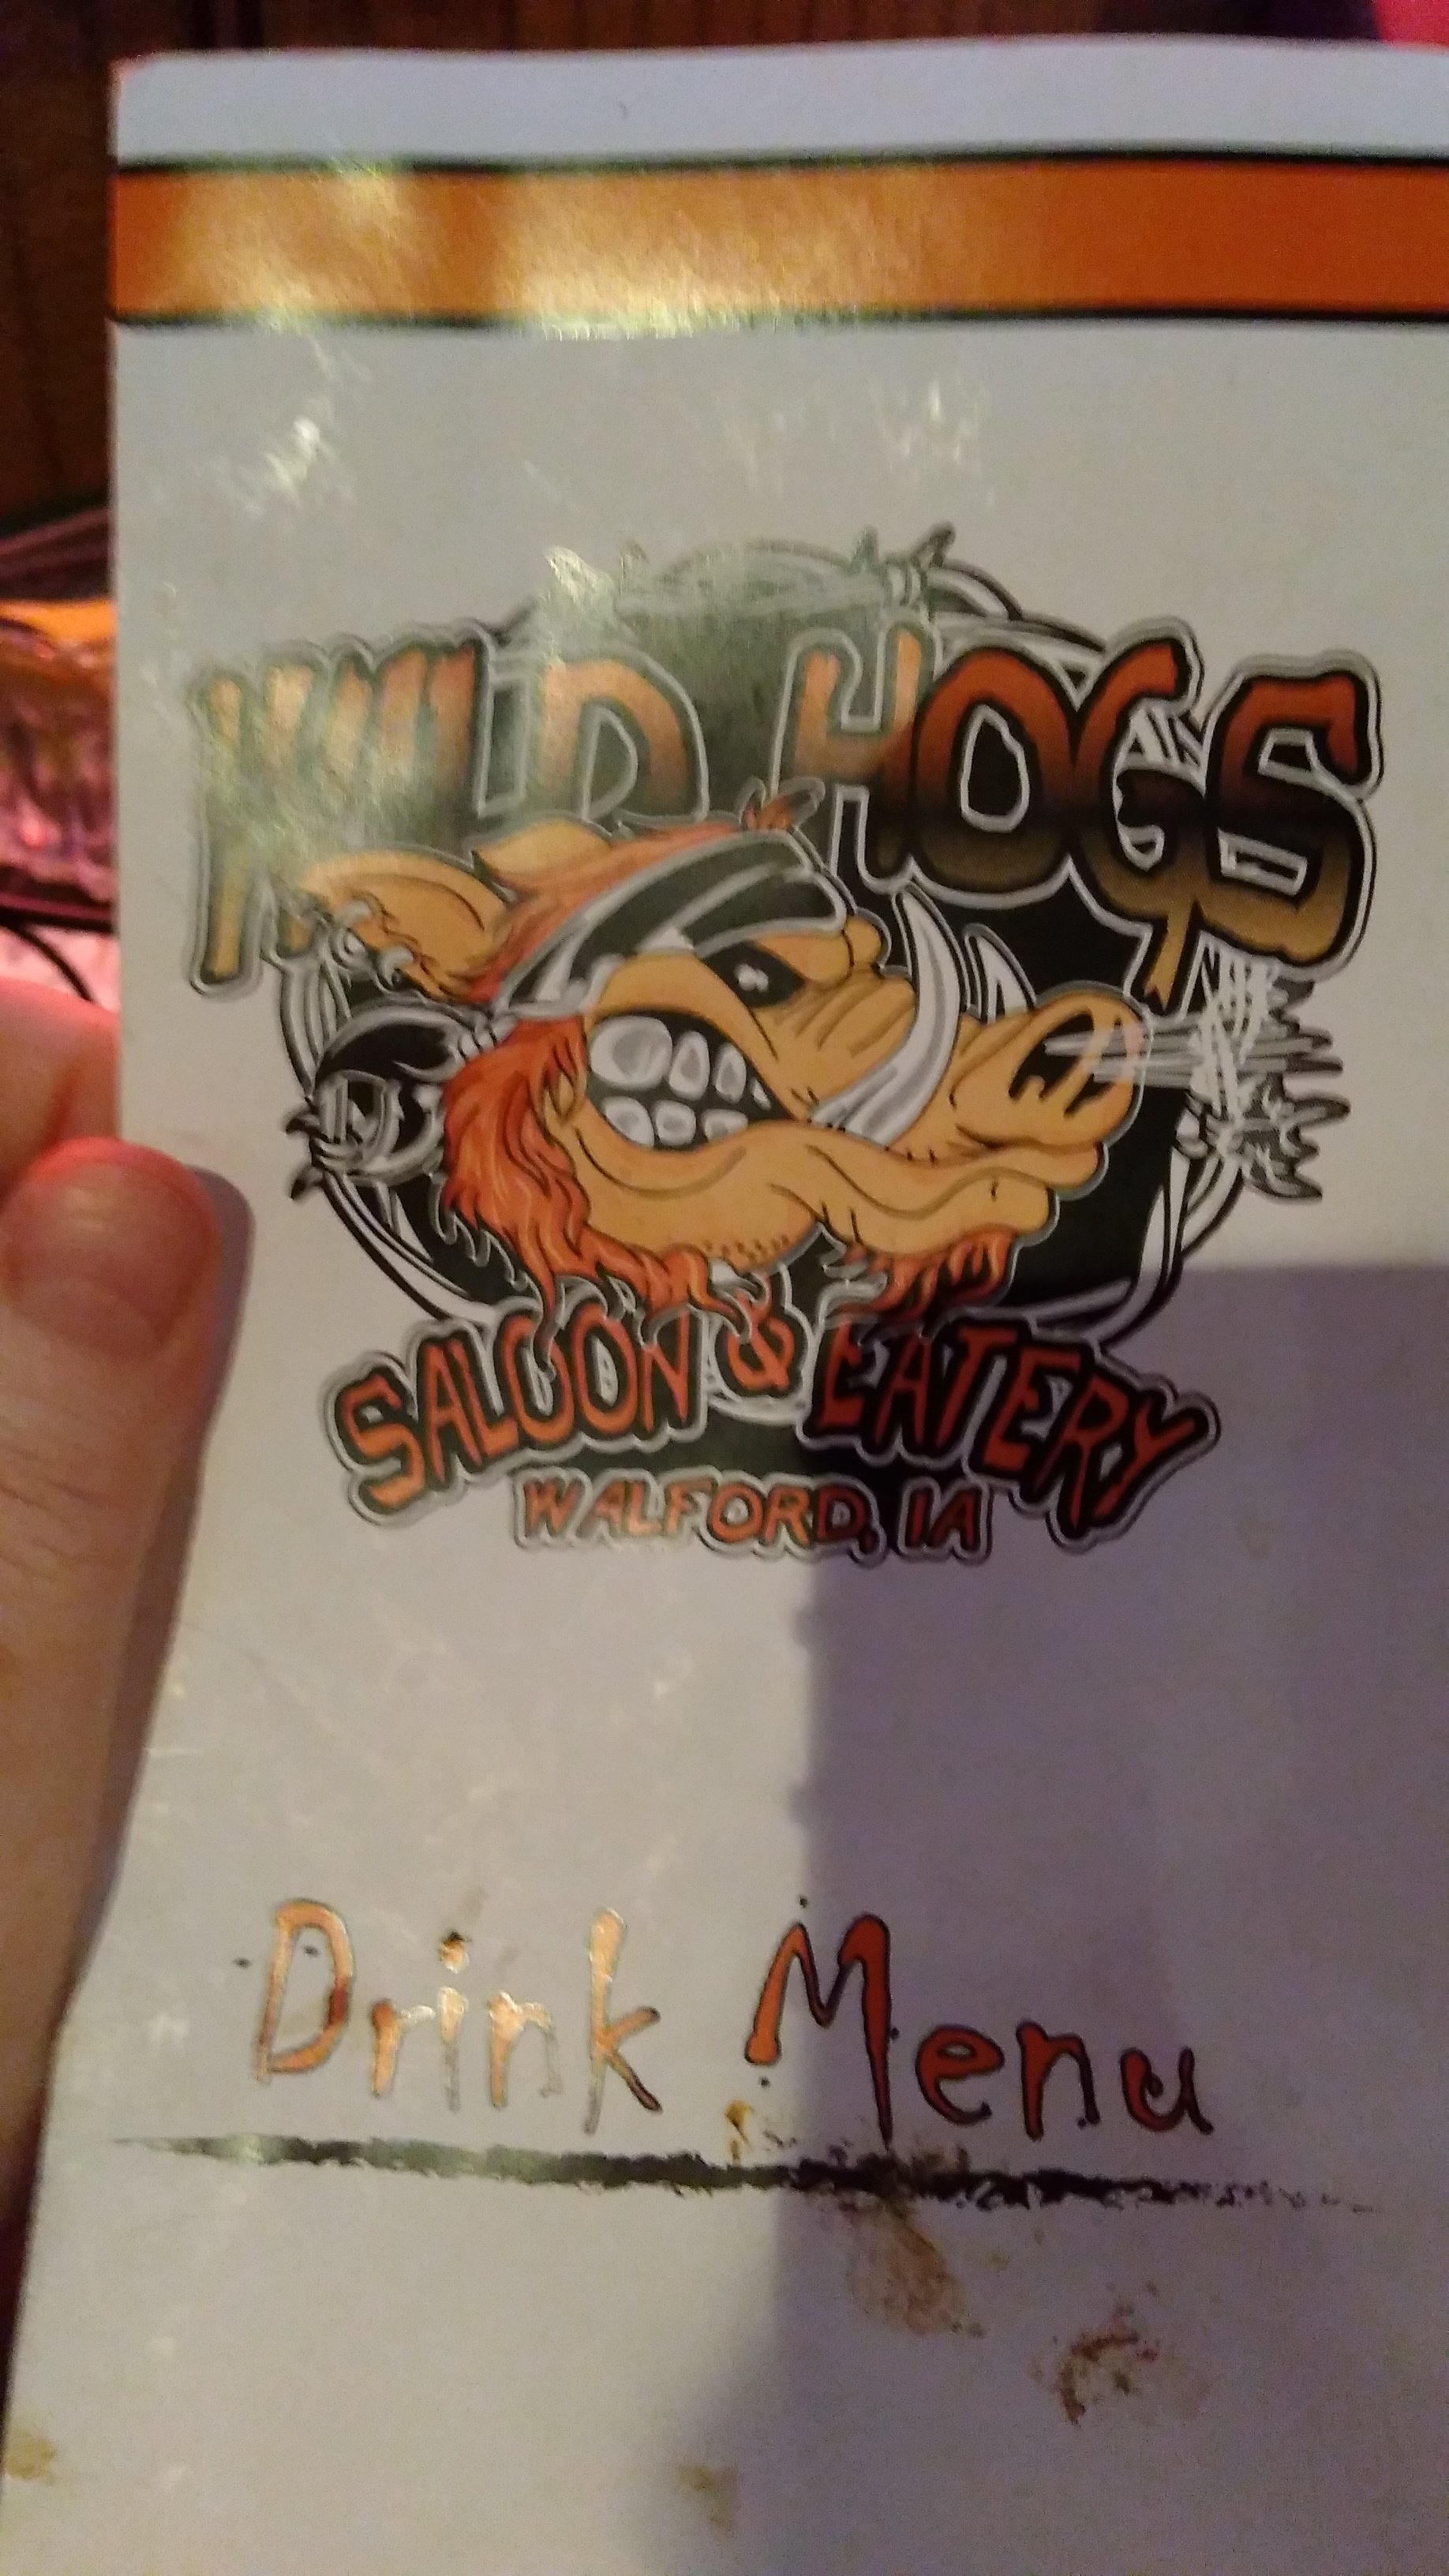 WILD HOGS
SALOON & EATERY
WALFORD, IA
Drink Menu